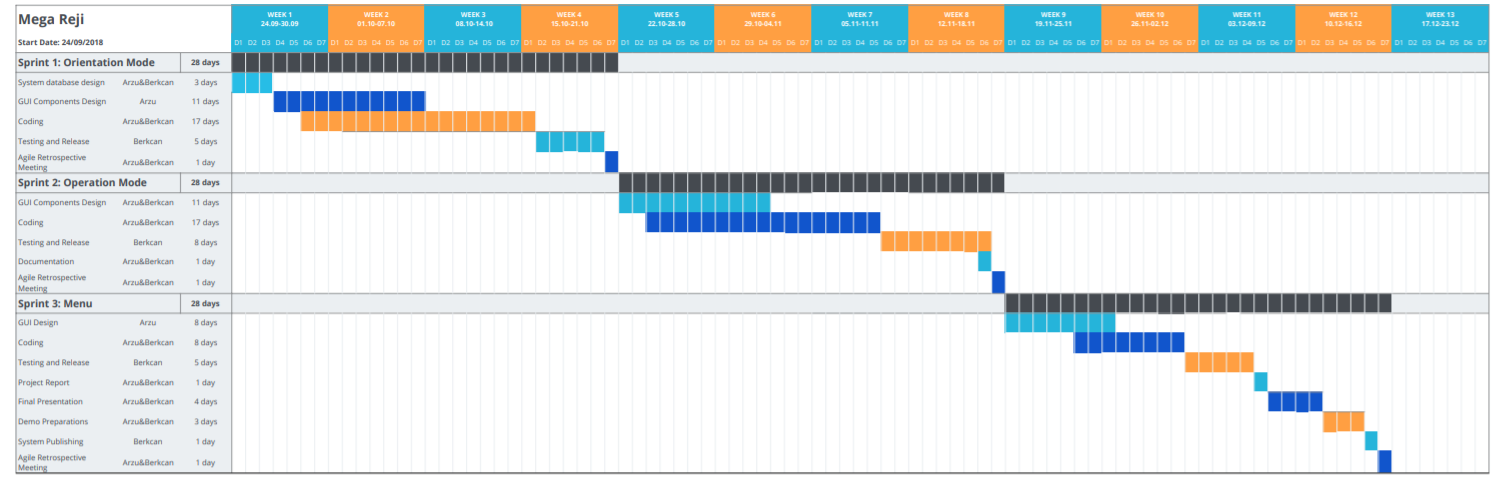 Mega Reji
Start Date: 24/09/2018
WEEK 1 WEEK 2 WEEK 3 WEEK 4 WEEK 5 WEEK 6 WEEK 7 WEEK 8 WEEK 9 WEEK 10 WEEK 11 WEEK 12 WEEK 13
24.09-30.09 01.10-07.10 08.10-14.10 15.10-21.10 22.10-28.10 29.10-04.11 05.11-11.11 12.11-18.11 19.11-25.11 26.11-02.12 03.12-09.12 10.12-16.12 17.12-23.12
D1 D2 D3 D4 D5 D6 D7 D1 D2 D3 D4 D5 D6 D7 D1 D2 D3 D4 D5 D6 D7 D1 D2 D3 D4 D5 D6 D7 D1 D2 D3 D4 D5 D6 D7 D1 D2 D3 D4 D5 D6 D7 D1 D2 D3 D4 D5 D6 D7 D1 D2 D3 D4 D5 D6 D7 D1 D2 D3 D4 D5 D6 D7 D1 D2 D3 D4 D5 D6 D7 D1 D2 D3 D4 D5 D6 D7 D1 D2 D3 D4 D5 D6 D7 D1 D2 D3 D4 D5 D6 D7
Sprint 1: Orientation Mode 28 days
System database design Arzu&Berkcan 3 days
GUI Components Design Arzu 11 days
Coding Arzu&Berkcan 17 days
Testing and Release Berkcan 5 days
Agile Retrospective
Meeting Arzu&Berkcan 1 day
Sprint 2: Operation Mode 28 days
GUI Components Design Arzu&Berkcan 11 days
Coding Arzu&Berkcan 17 days
Testing and Release Berkcan 8 days
Documentation Arzu&Berkcan 1 day
Agile Retrospective
Meeting Arzu&Berkcan 1 day
Sprint 3: Menu 28 days
GUI Design Arzu 8 days
Coding Arzu&Berkcan 8 days
Testing and Release Berkcan 5 days
Project Report Arzu&Berkcan 1 day
Final Presentation Arzu&Berkcan 4 days
Demo Preparations Arzu&Berkcan 3 days
System Publishing Berkcan 1 day
Agile Retrospective
Meeting Arzu&Berkcan 1 day